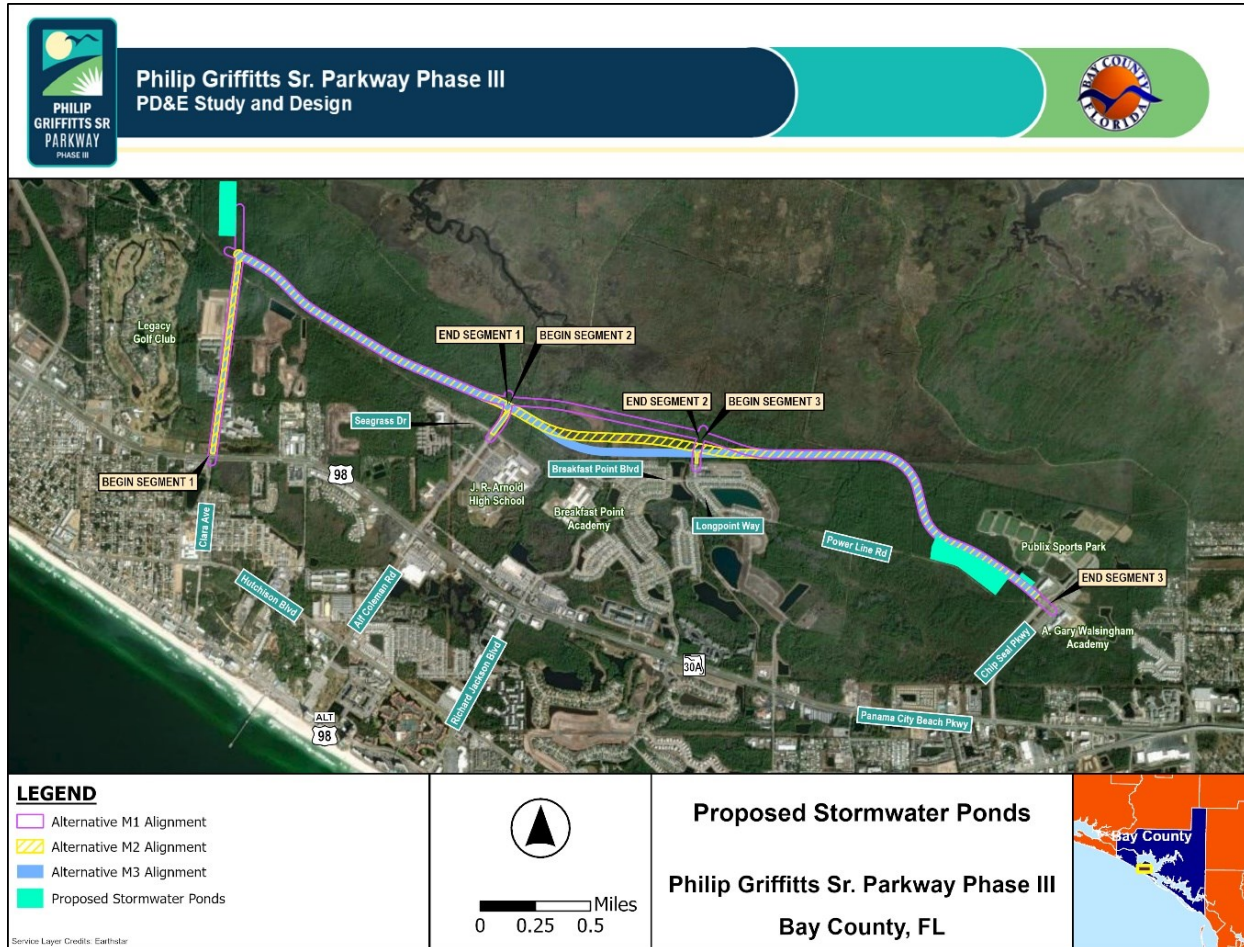 PHILIP
GRIFFITTS SR
PARKWAY
PHASE III
Philip Griffitts Sr. Parkway Phase III
PD&E Study and Design
BAY COUNTY
FLORIDA
Legacy
Golf Club
END SEGMENT 1
BEGIN SEGMENT 2
END SEGMENT 2
BEGIN SEGMENT 3
Seagrass Dr
BEGIN SEGMENT 1
98
J. R. Arnold
High School
Breakfast Point Blvd
Breakfast Point
Academy
Longpoint Way
Clara Ave
Power Line Rd
Publix Sports Park
END SEGMENT 3
Hutchison Blvd
Alf Coleman Rd
A. Gary Walsingham
Academy
Chip Seal Pkwy
30A
Richard Jackson Blvd
Panama City Beach Pkwy
ALT
98
LEGEND
Alternative M1 Alignment
Alternative M2 Alignment
Alternative M3 Alignment
Proposed Stormwater Ponds
Service Layer Credits: Earthstar
Miles
0 0.25 0.5
Proposed Stormwater Ponds
Philip Griffitts Sr. Parkway Phase III
Bay County, FL
Bay County